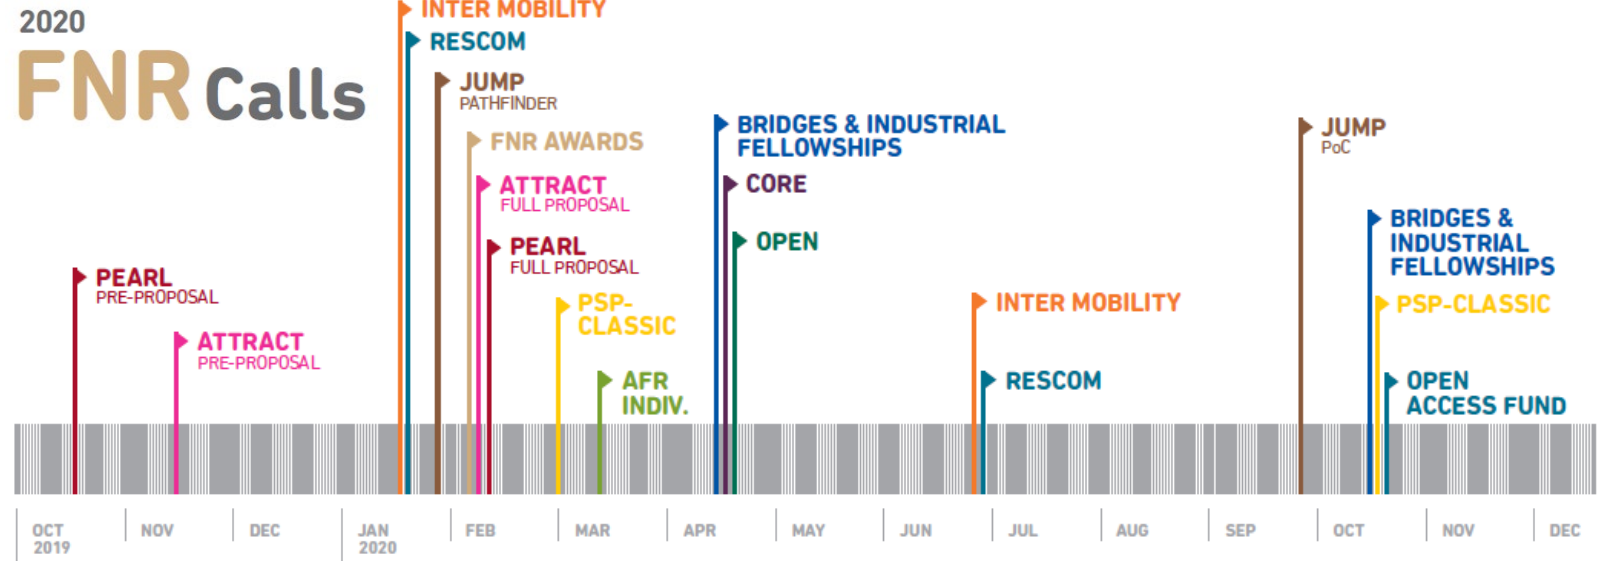 2020
FNR Calls
INTER MOBILITY
RESCOM
JUMP
PATHFINDER
FNR AWARDS
ATTRACT
FULL PROPOSAL
PEARL
FULL PROPOSAL
PEARL
PRE-PROPOSAL
ATTRACT
PRE-PROPOSAL
PSP-
CLASSIC
AFR
INDIV.
BRIDGES & INDUSTRIAL
FELLOWSHIPS
CORE
OPEN
INTER MOBILITY
RESCOM
JUMP
PoC
BRIDGES &
INDUSTRIAL
FELLOWSHIPS
PSP-CLASSIC
OPEN
ACCESS FUND
OCT
2019
NOV
DEC
JAN
2020
FEB
MAR
APR
MAY
JUN
JUL
AUG
SEP
OCT
NOV
DEC